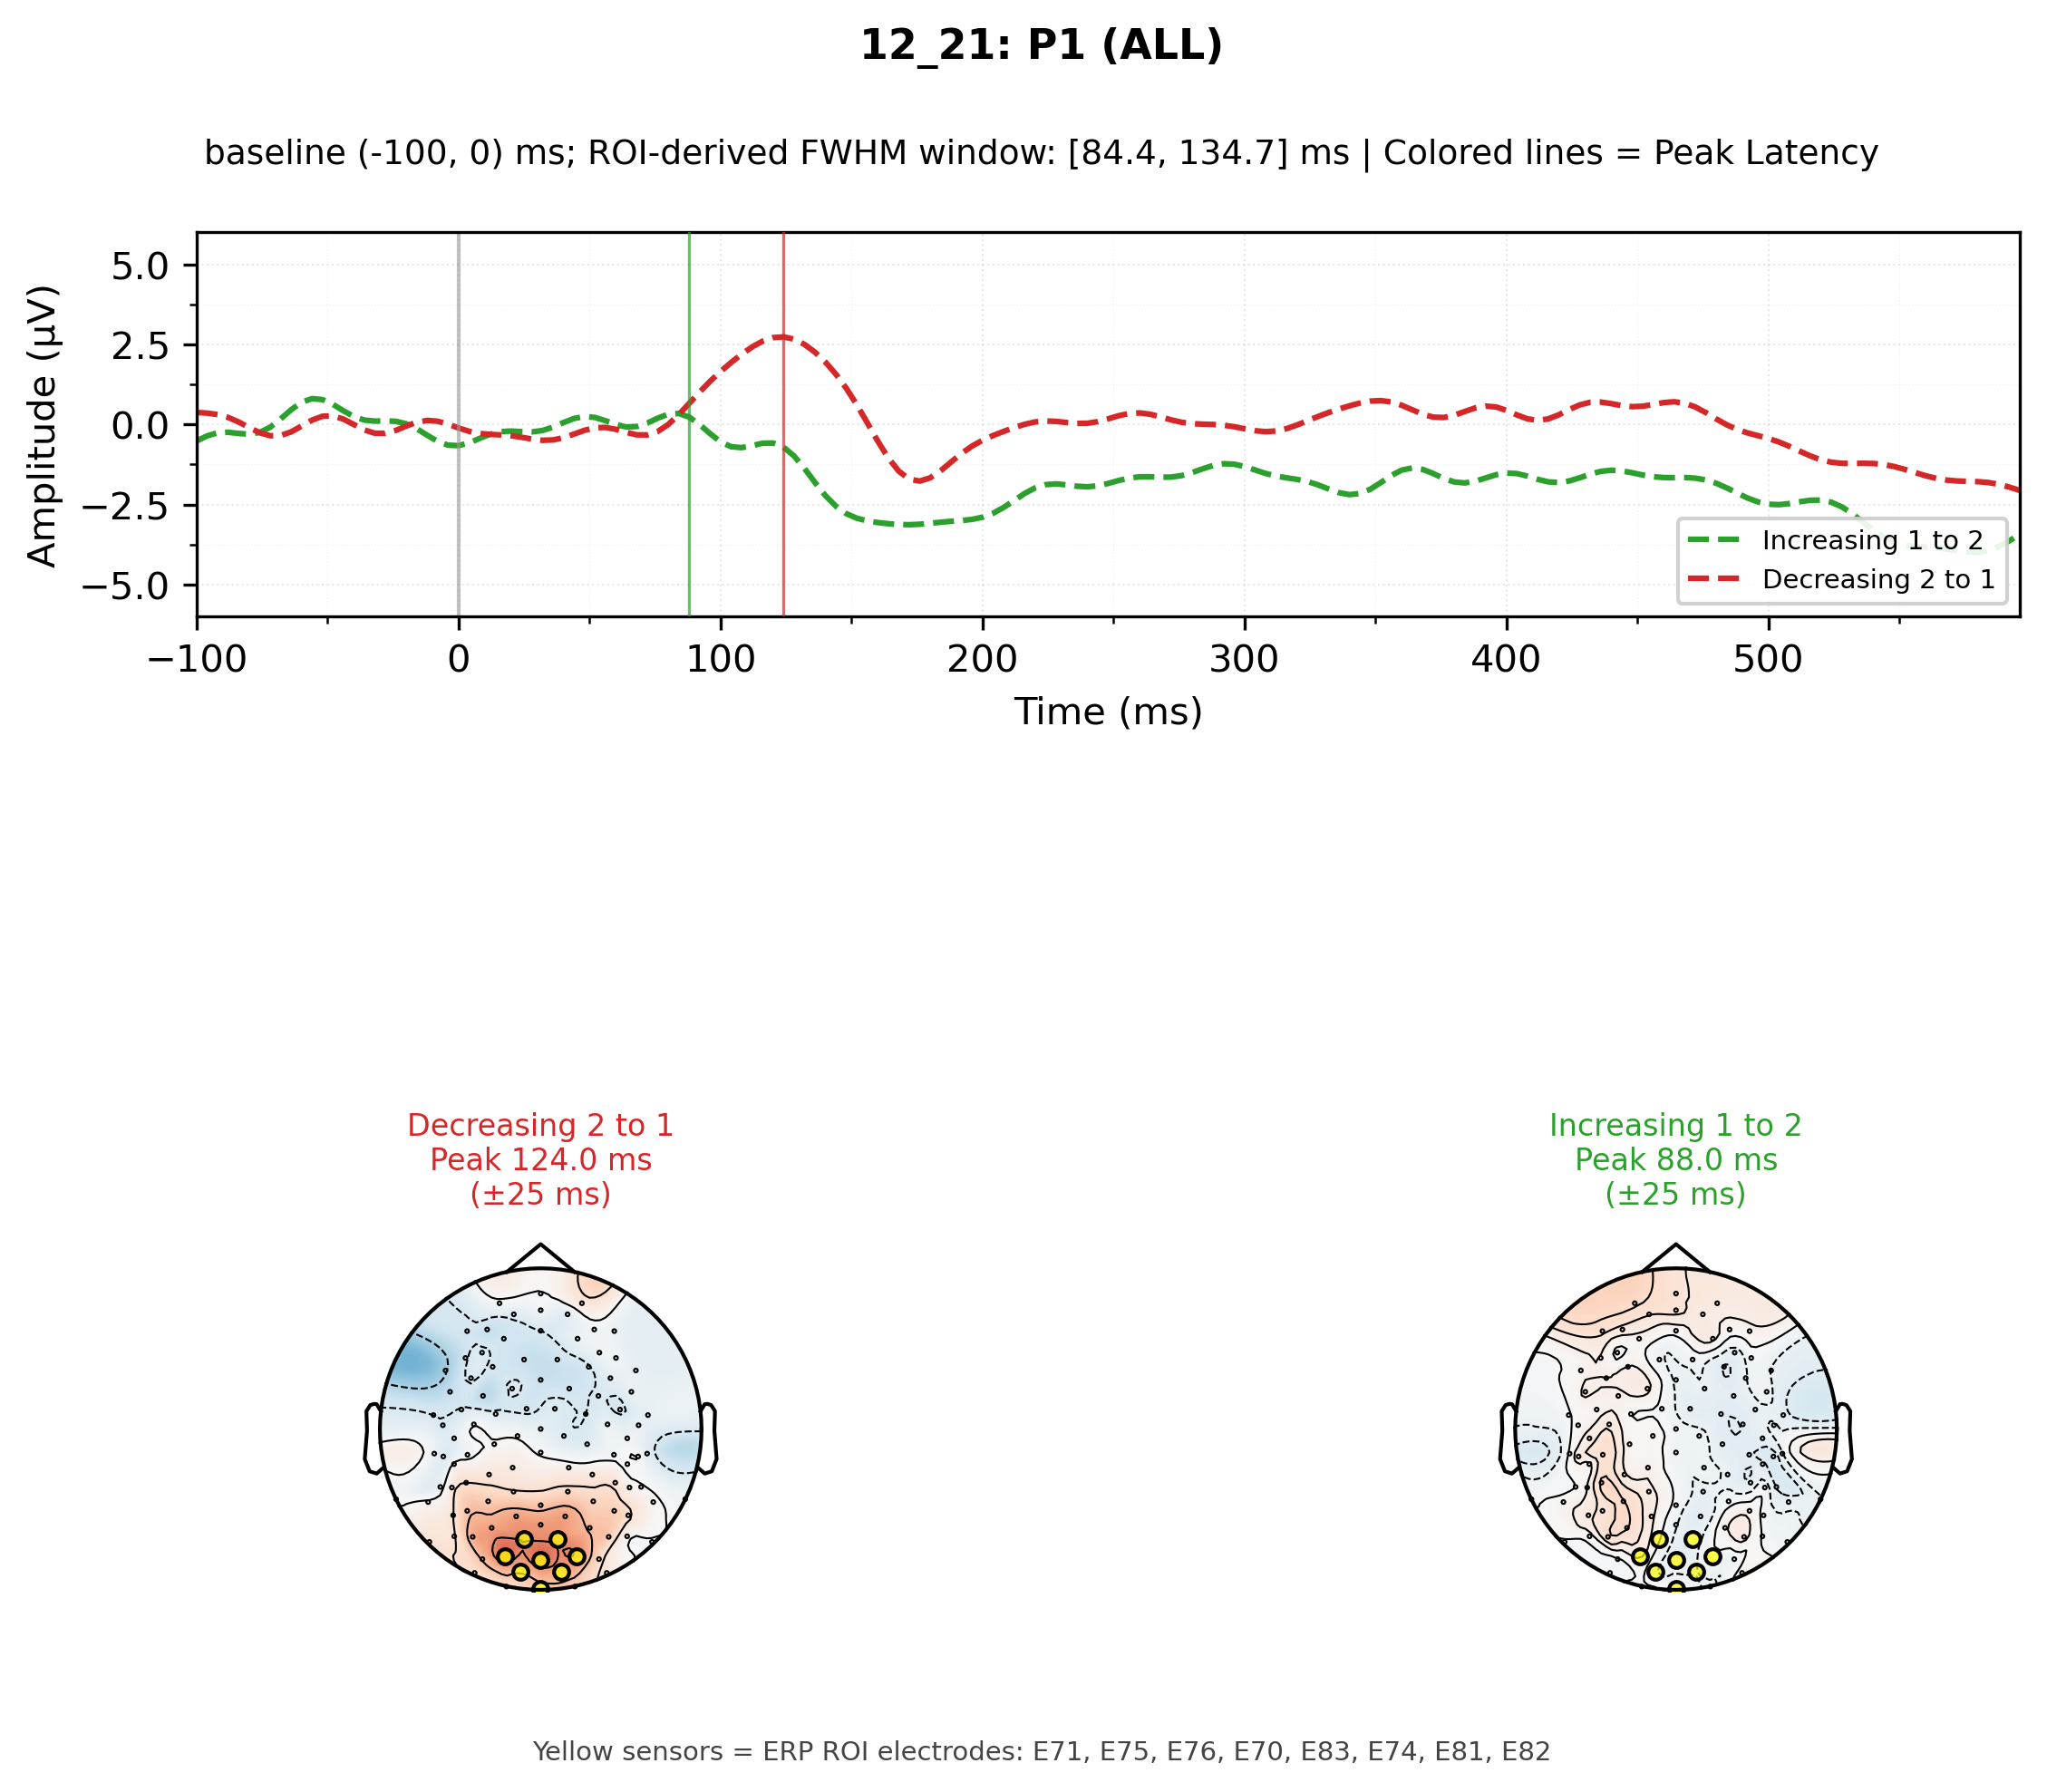 12_21: P1 (ALL)
baseline (-100, 0) ms; ROI-derived FWHM window: [84.4, 134.7] ms | Colored lines = Peak Latency
Amplitude (µV)
5.0
2.5
0.0
−2.5
−5.0
Increasing 1 to 2
Decreasing 2 to 1
−100
0
100
200
300
400
500
Time (ms)
Decreasing 2 to 1
Peak 124.0 ms
(±25 ms)
Increasing 1 to 2
Peak 88.0 ms
(±25 ms)
Yellow sensors = ERP ROI electrodes: E71, E75, E76, E70, E83, E74, E81, E82